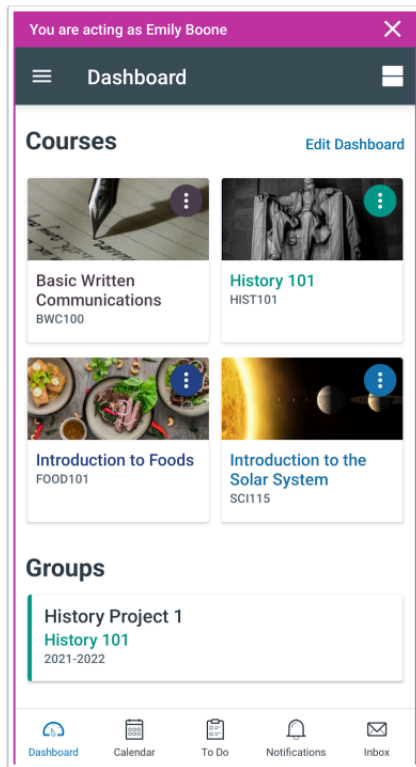 You are acting as Emily Boone
Dashboard
Courses
Edit Dashboard
Basic Written
Communications
BWC100
History 101
HIST101
Introduction to Foods
FOOD101
Introduction to the
Solar System
SCI115
Groups
History Project 1
History 101
2021-2022
Dashboard
Calendar
To Do
Notifications
Inbox